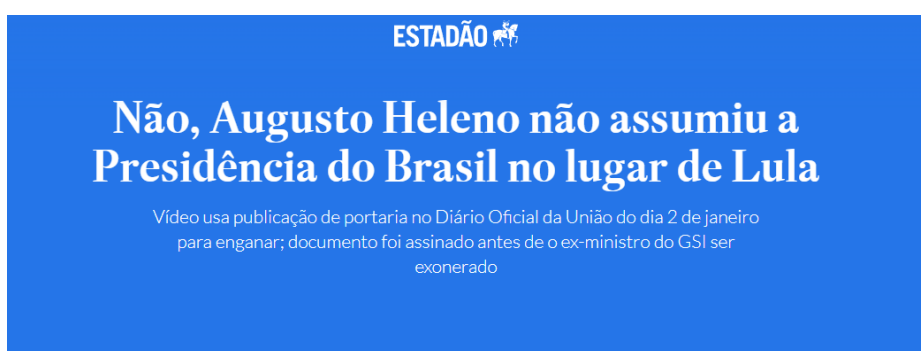 ESTADÃO
Não, Augusto Heleno não assumiu a
Presidência do Brasil no lugar de Lula
Vídeo usa publicação de portaria no Diário Oficial da União do dia 2 de janeiro
para enganar; documento foi assinado antes de o ex-ministro do GSI ser
exonerado